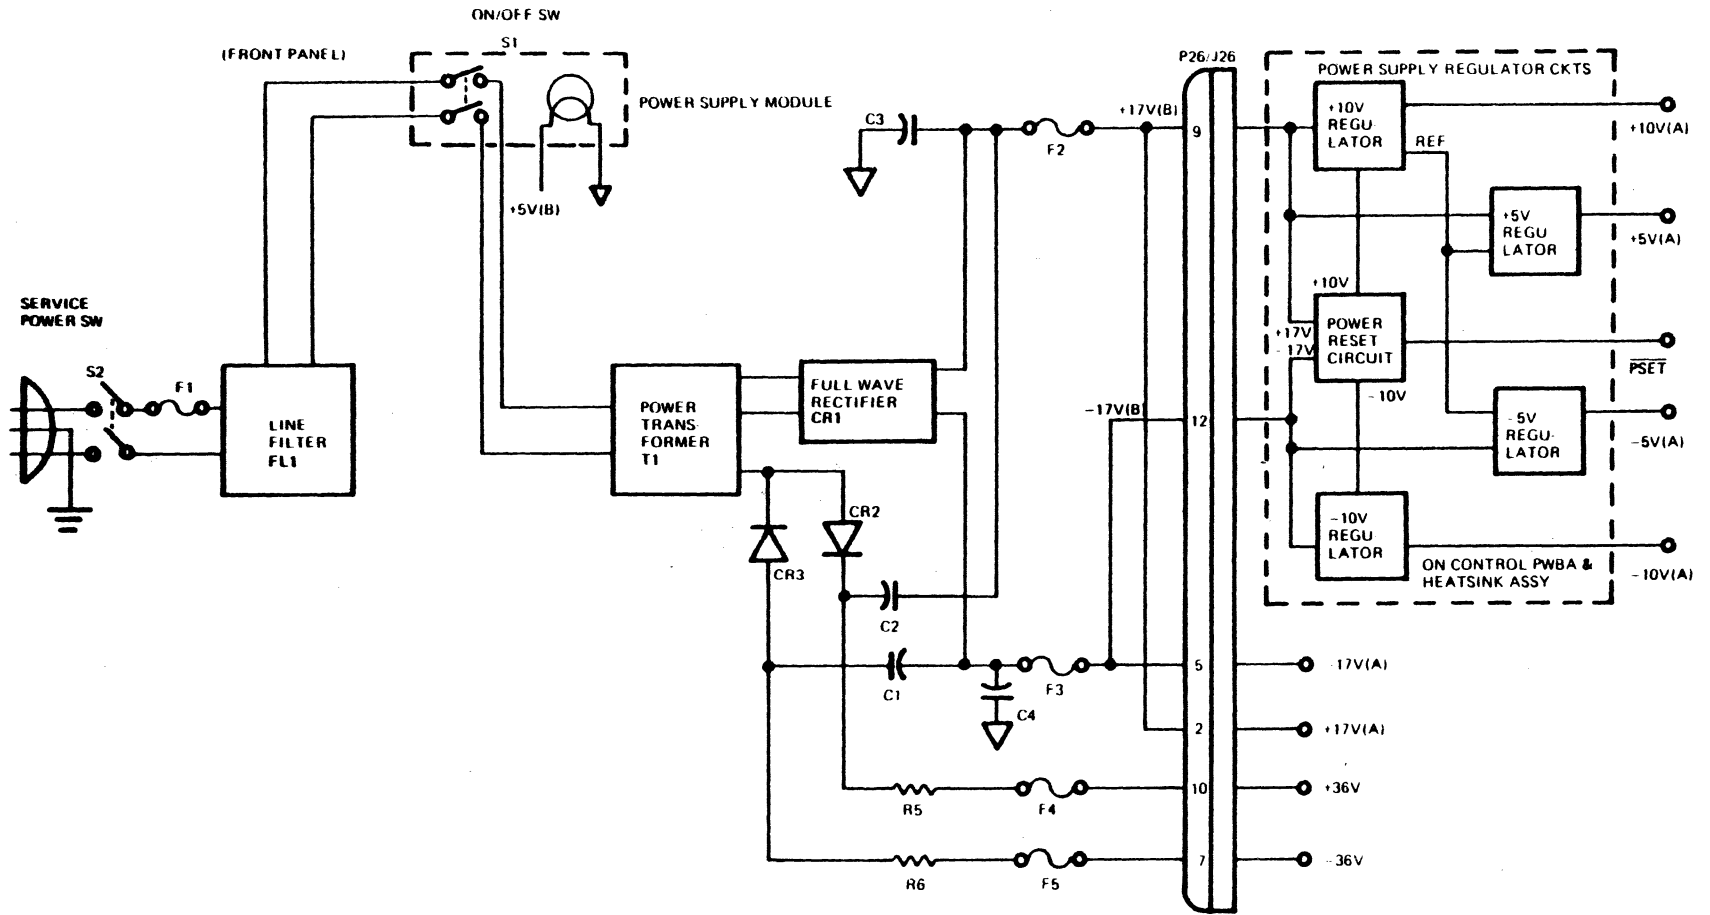 ON/OFF SW
S1
(FRONT PANEL)
POWER SUPPLY MODULE
+5V(B)
SERVICE
POWER SW
S2
F1
LINE
FILTER
FL1
POWER
TRANS-
FORMER
T1
FULL WAVE
RECTIFIER
CR1
CR2
CR3
C3
C2
C1
C4
F2
F3
R5
F4
R6
F5
P26/J26
+17V(B)
9
-17V(B
12
5
2
10
7
POWER SUPPLY REGULATOR CKTS
+10V
REGU-
LATOR
REF
+10V(A)
+5V
REGU
LATOR
+5V(A)
+10V
+17V
-17V
POWER
RESET
CIRCUIT
-10V
PSET
-5V
REGU-
LATOR
-5V(A)
-10V
REGU-
LATOR
ON CONTROL PWBA &
HEATSINK ASSY
-10V(A)
-17V(A)
+17V(A)
+36V
-36V